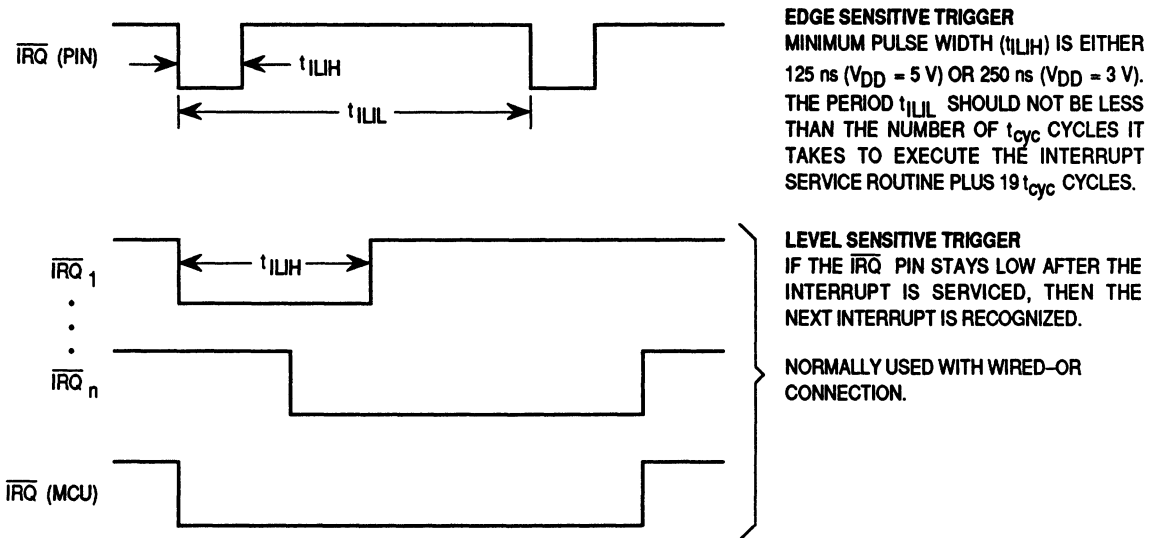 IRQ (PIN)
tILIH
tILIL
EDGE SENSITIVE TRIGGER
MINIMUM PULSE WIDTH (tILIH) IS EITHER
125 ns (VDD = 5 V) OR 250 ns (VDD = 3 V).
THE PERIOD tILIL SHOULD NOT BE LESS
THAN THE NUMBER OF tcyc CYCLES IT
TAKES TO EXECUTE THE INTERRUPT
SERVICE ROUTINE PLUS 19 tcyc CYCLES.
IRQ 1
tILIH
IRQ n
IRQ (MCU)
LEVEL SENSITIVE TRIGGER
IF THE IRQ PIN STAYS LOW AFTER THE
INTERRUPT IS SERVICED, THEN THE
NEXT INTERRUPT IS RECOGNIZED.
NORMALLY USED WITH WIRED–OR
CONNECTION.